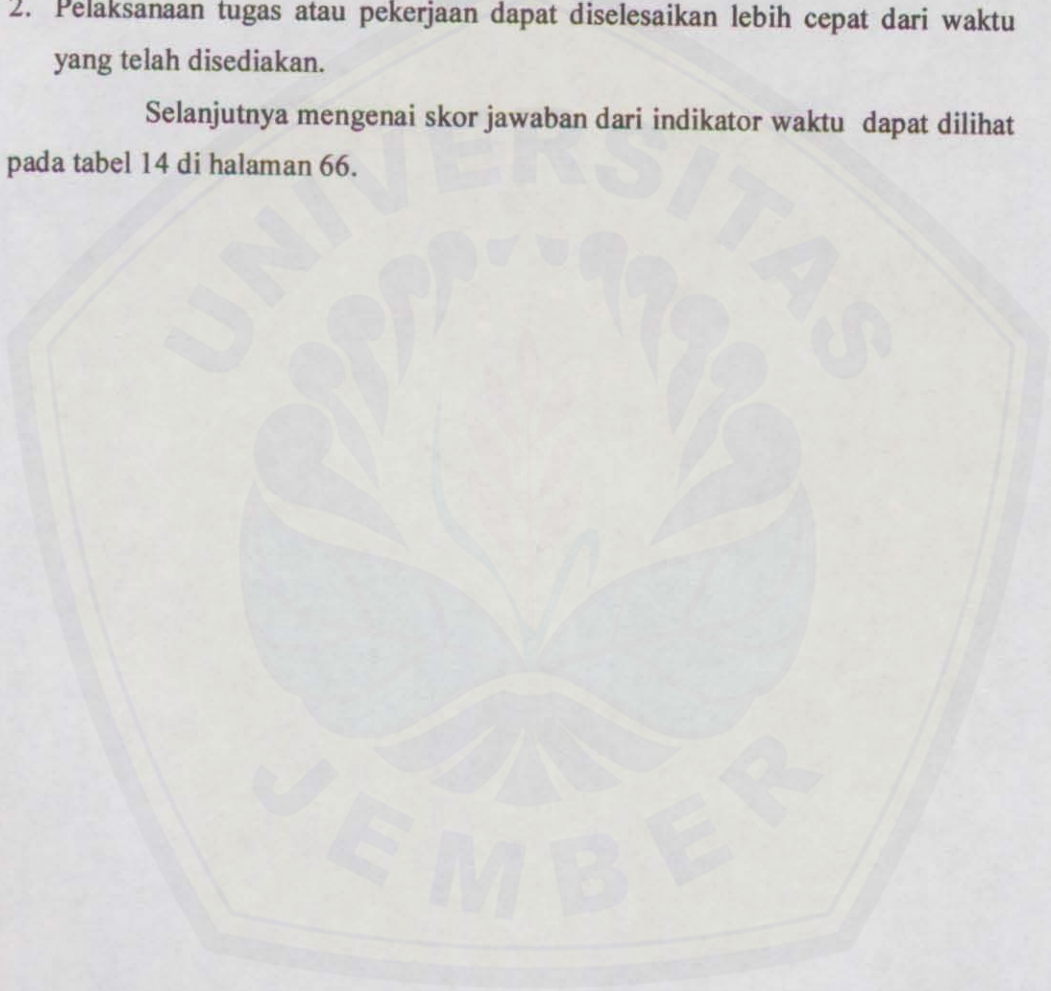 2. Pelaksanaan tugas atau pekerjaan dapat diselesaikan lebih cepat dari waktu
yang telah disediakan.
Selanjutnya mengenai skor jawaban dari indikator waktu dapat dilihat
pada tabel 14 di halaman 66.
UNIVERSITAS
JEMBER